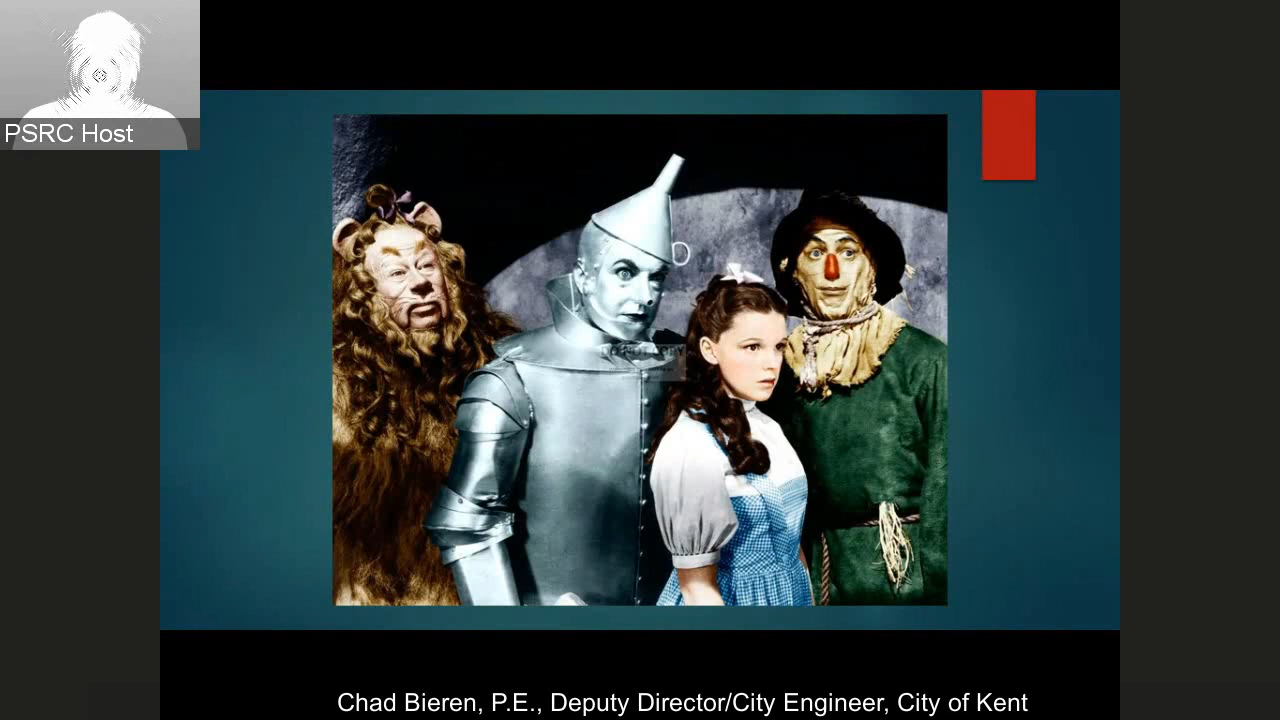 PSRC Host
Chad Bieren, P.E., Deputy Director/City Engineer, City of Kent